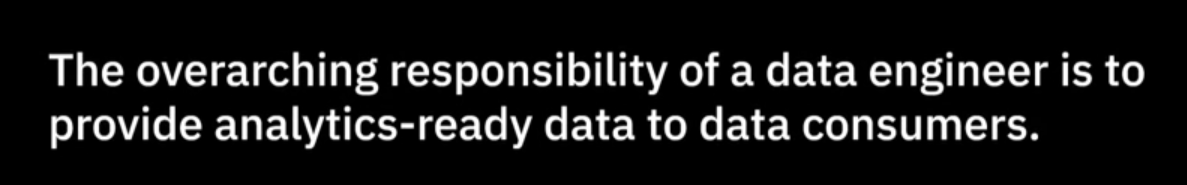 The overarching responsibility of a data engineer is to
provide analytics-ready data to data consumers.